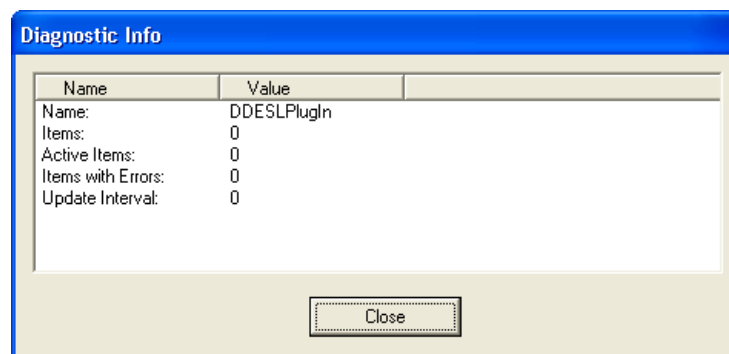 Diagnostic Info
Name Value
Name: DDESLPlugIn
Items: 0
Active Items: 0
Items with Errors: 0
Update Interval: 0
Close